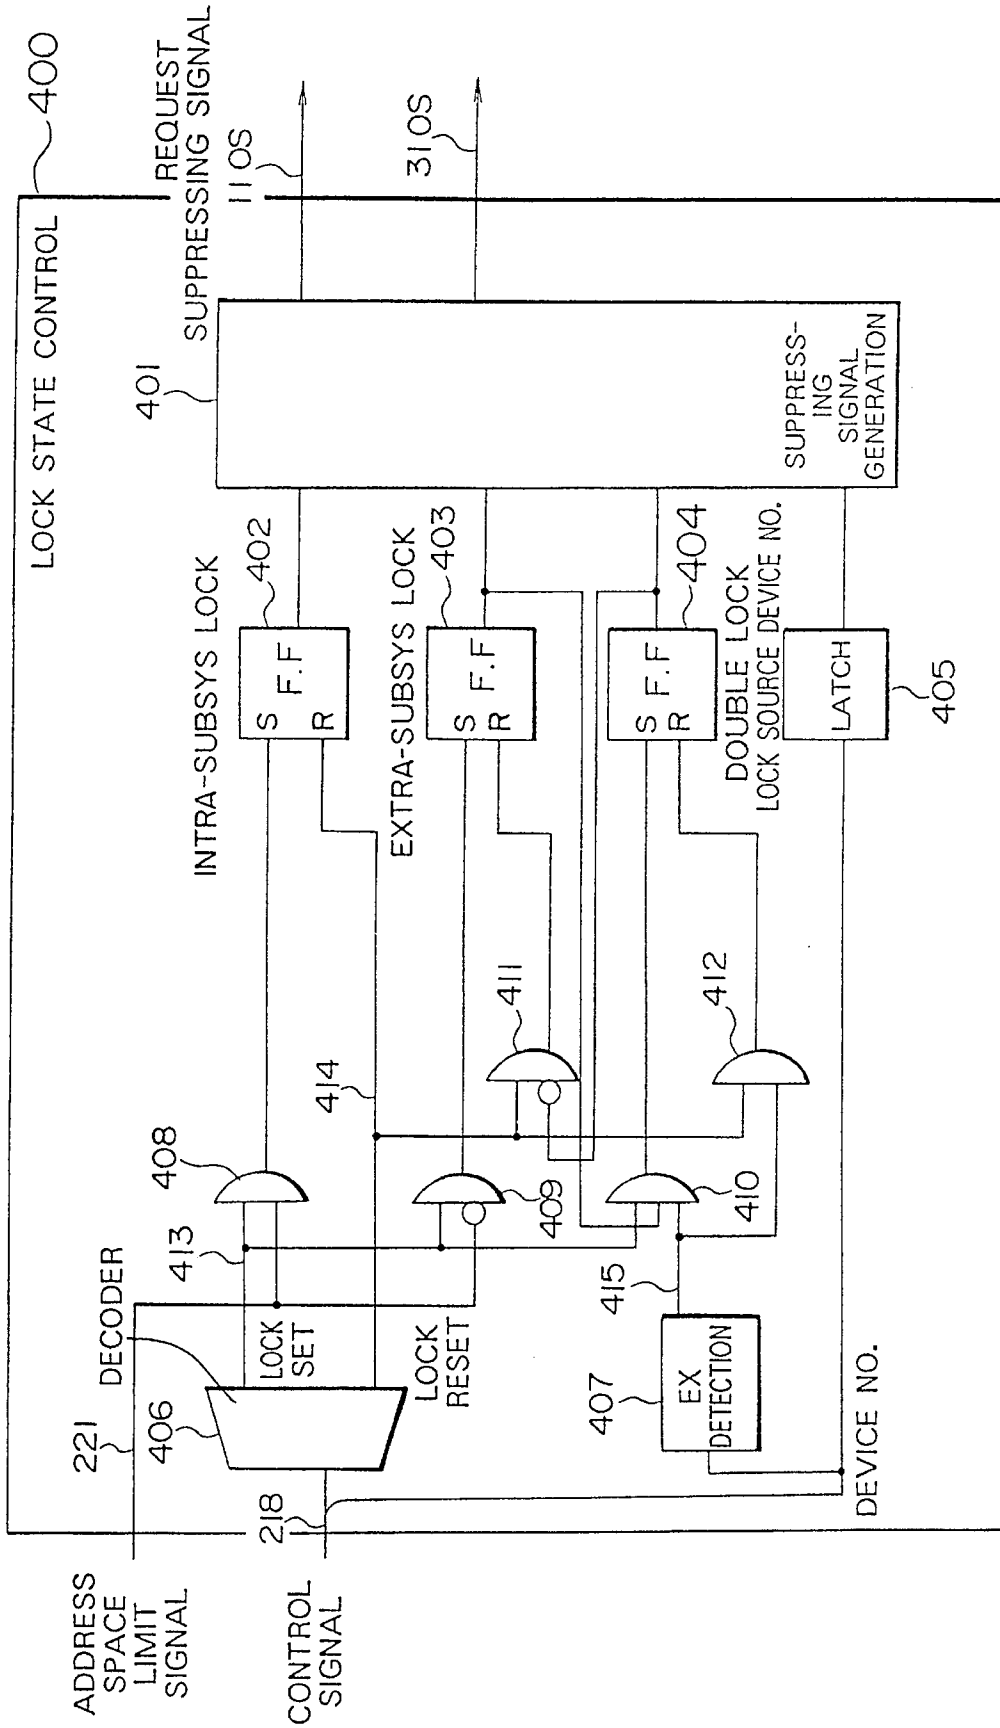 400
LOCK STATE CONTROL
REQUEST
SUPPRESSING SIGNAL
110S
310S
401
SUPPRESS-
ING
SIGNAL
GENERATION
INTRA-SUBSYS LOCK
402
S
F.F
R
EXTRA-SUBSYS LOCK
403
S
F.F
R
404
S
F.F
R
DOUBLE LOCK
LOCK SOURCE DEVICE NO.
LATCH
405
408
414
411
412
409
410
413
415
DECODER
LOCK
SET
LOCK
RESET
406
407
EX
DETECTION
221
218
DEVICE NO.
ADDRESS
SPACE
LIMIT
SIGNAL
CONTROL
SIGNAL